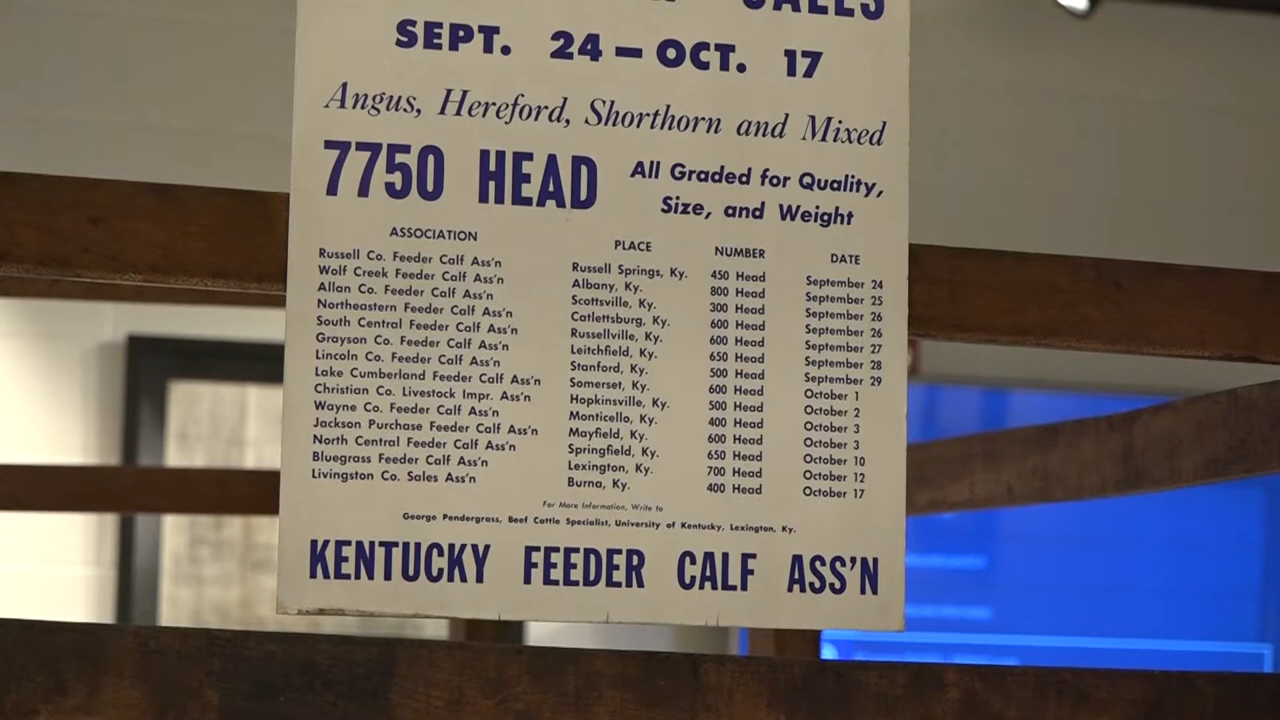 SALES
SEPT. 24 — OCT. 17
Angus, Hereford, Shorthorn and Mixed
7750 HEAD
All Graded for Quality,
Size, and Weight
ASSOCIATION PLACE NUMBER DATE
Russell Co. Feeder Calf Ass'n Russell Springs, Ky. 450 Head September 24
Wolf Creek Feeder Calf Ass'n Albany, Ky. 800 Head September 25
Allan Co. Feeder Calf Ass'n Scottsville, Ky. 300 Head September 26
Northeastern Feeder Calf Ass'n Catlettsburg, Ky. 600 Head September 26
South Central Feeder Calf Ass'n Russellville, Ky. 600 Head September 27
Grayson Co. Feeder Calf Ass'n Leitchfield, Ky. 650 Head September 28
Lincoln Co. Feeder Calf Ass'n Stanford, Ky. 500 Head September 29
Lake Cumberland Feeder Calf Ass'n Somerset, Ky. 600 Head October 1
Christian Co. Livestock Impr. Ass'n Hopkinsville, Ky. 500 Head October 2
Wayne Co. Feeder Calf Ass'n Monticello, Ky. 400 Head October 3
Jackson Purchase Feeder Calf Ass'n Mayfield, Ky. 600 Head October 3
North Central Feeder Calf Ass'n Springfield, Ky. 650 Head October 10
Bluegrass Feeder Calf Ass'n Lexington, Ky. 700 Head October 12
Livingston Co. Sales Ass'n Burna, Ky. 400 Head October 17
For More Information, Write to
George Pendergrass, Beef Cattle Specialist, University of Kentucky, Lexington, Ky.
KENTUCKY FEEDER CALF ASS'N